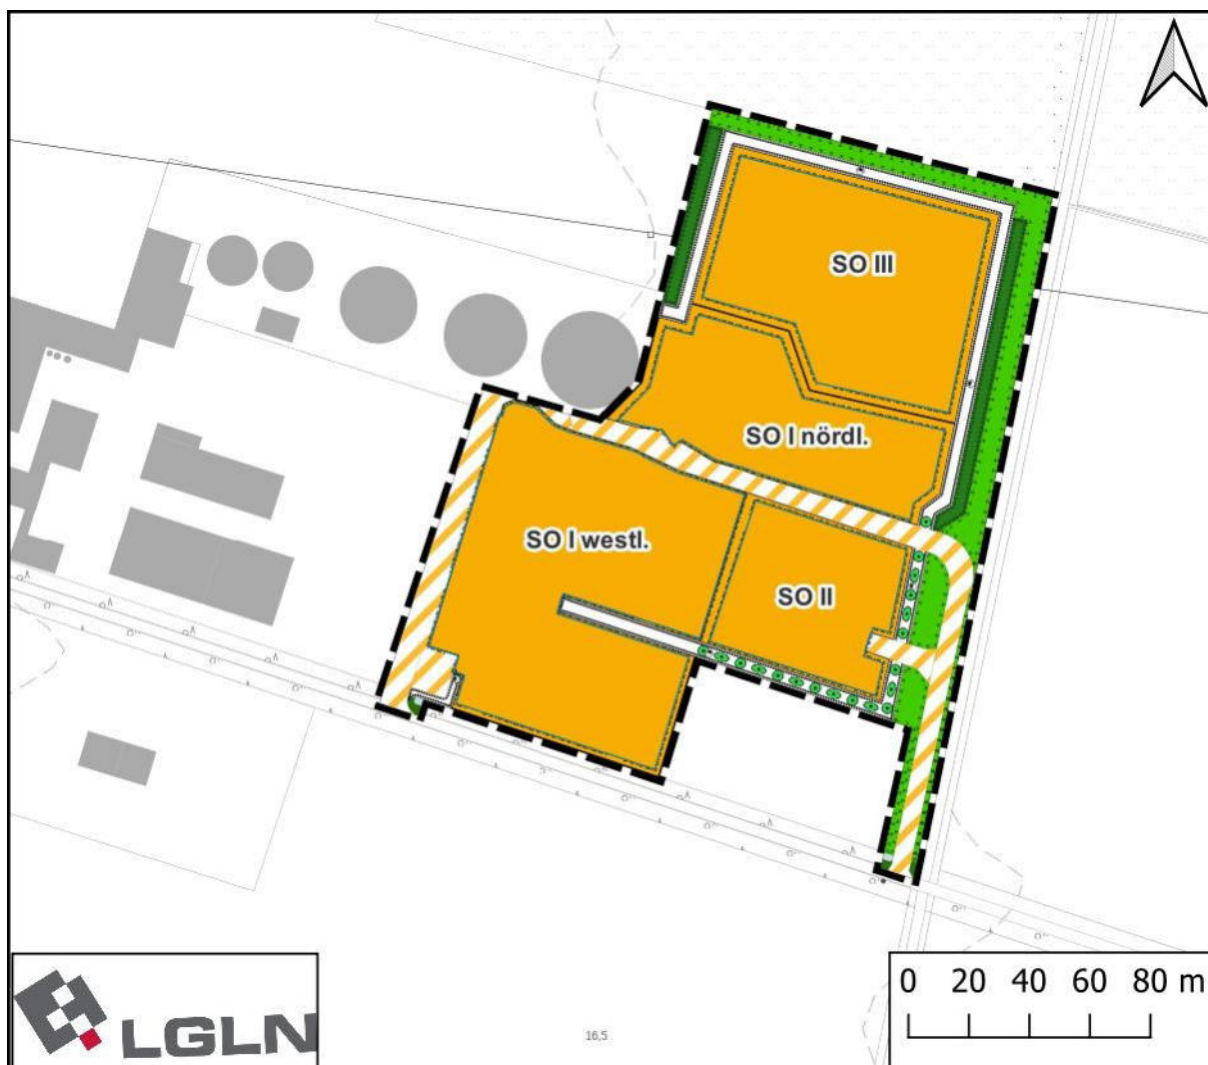 SO III
SO I nördl.
SO I westl.
SO II
LGLN
16,5
0 20 40 60 80 m